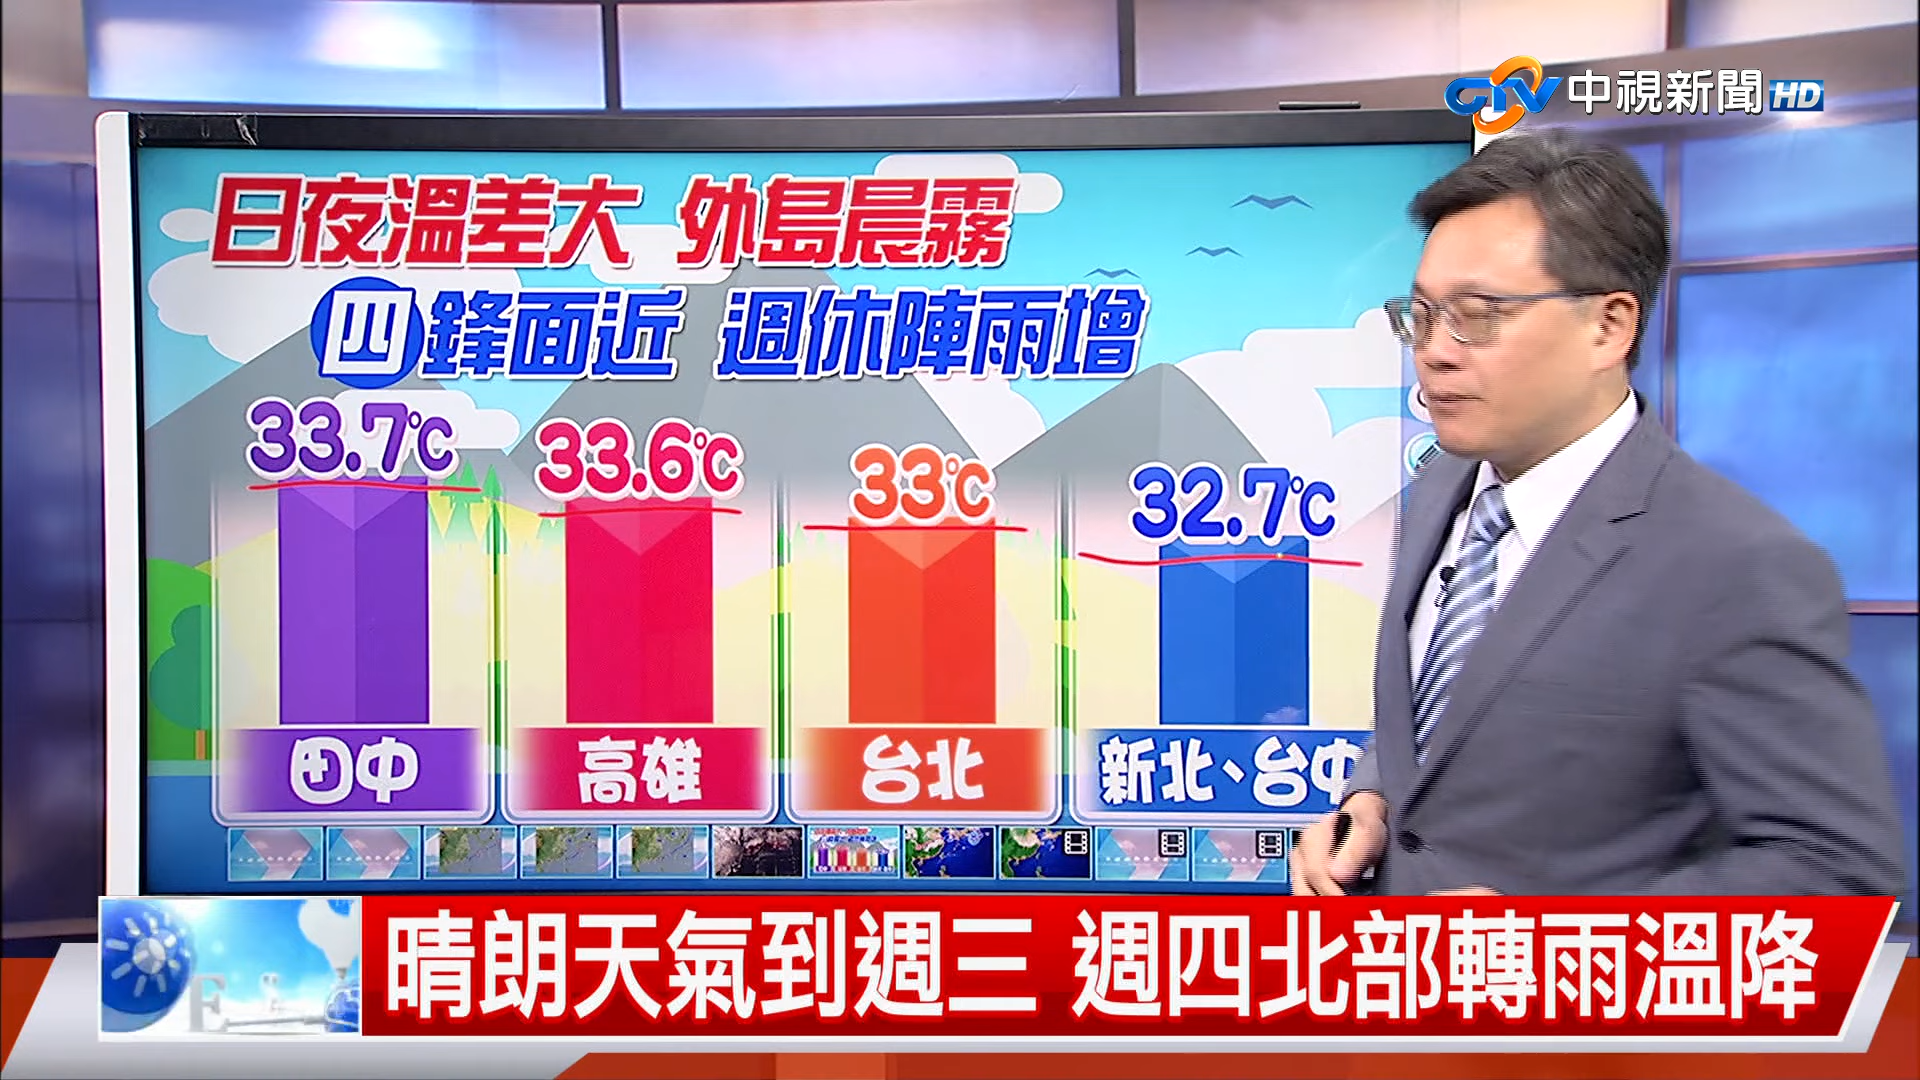 CTV 中視新聞 HD
日夜溫差大 外島晨霧
四鋒面近 週休陣雨增
33.7℃ 33.6℃ 33℃ 32.7℃
田中 高雄 台北 新北、台中
晴朗天氣到週三 週四北部轉雨溫降